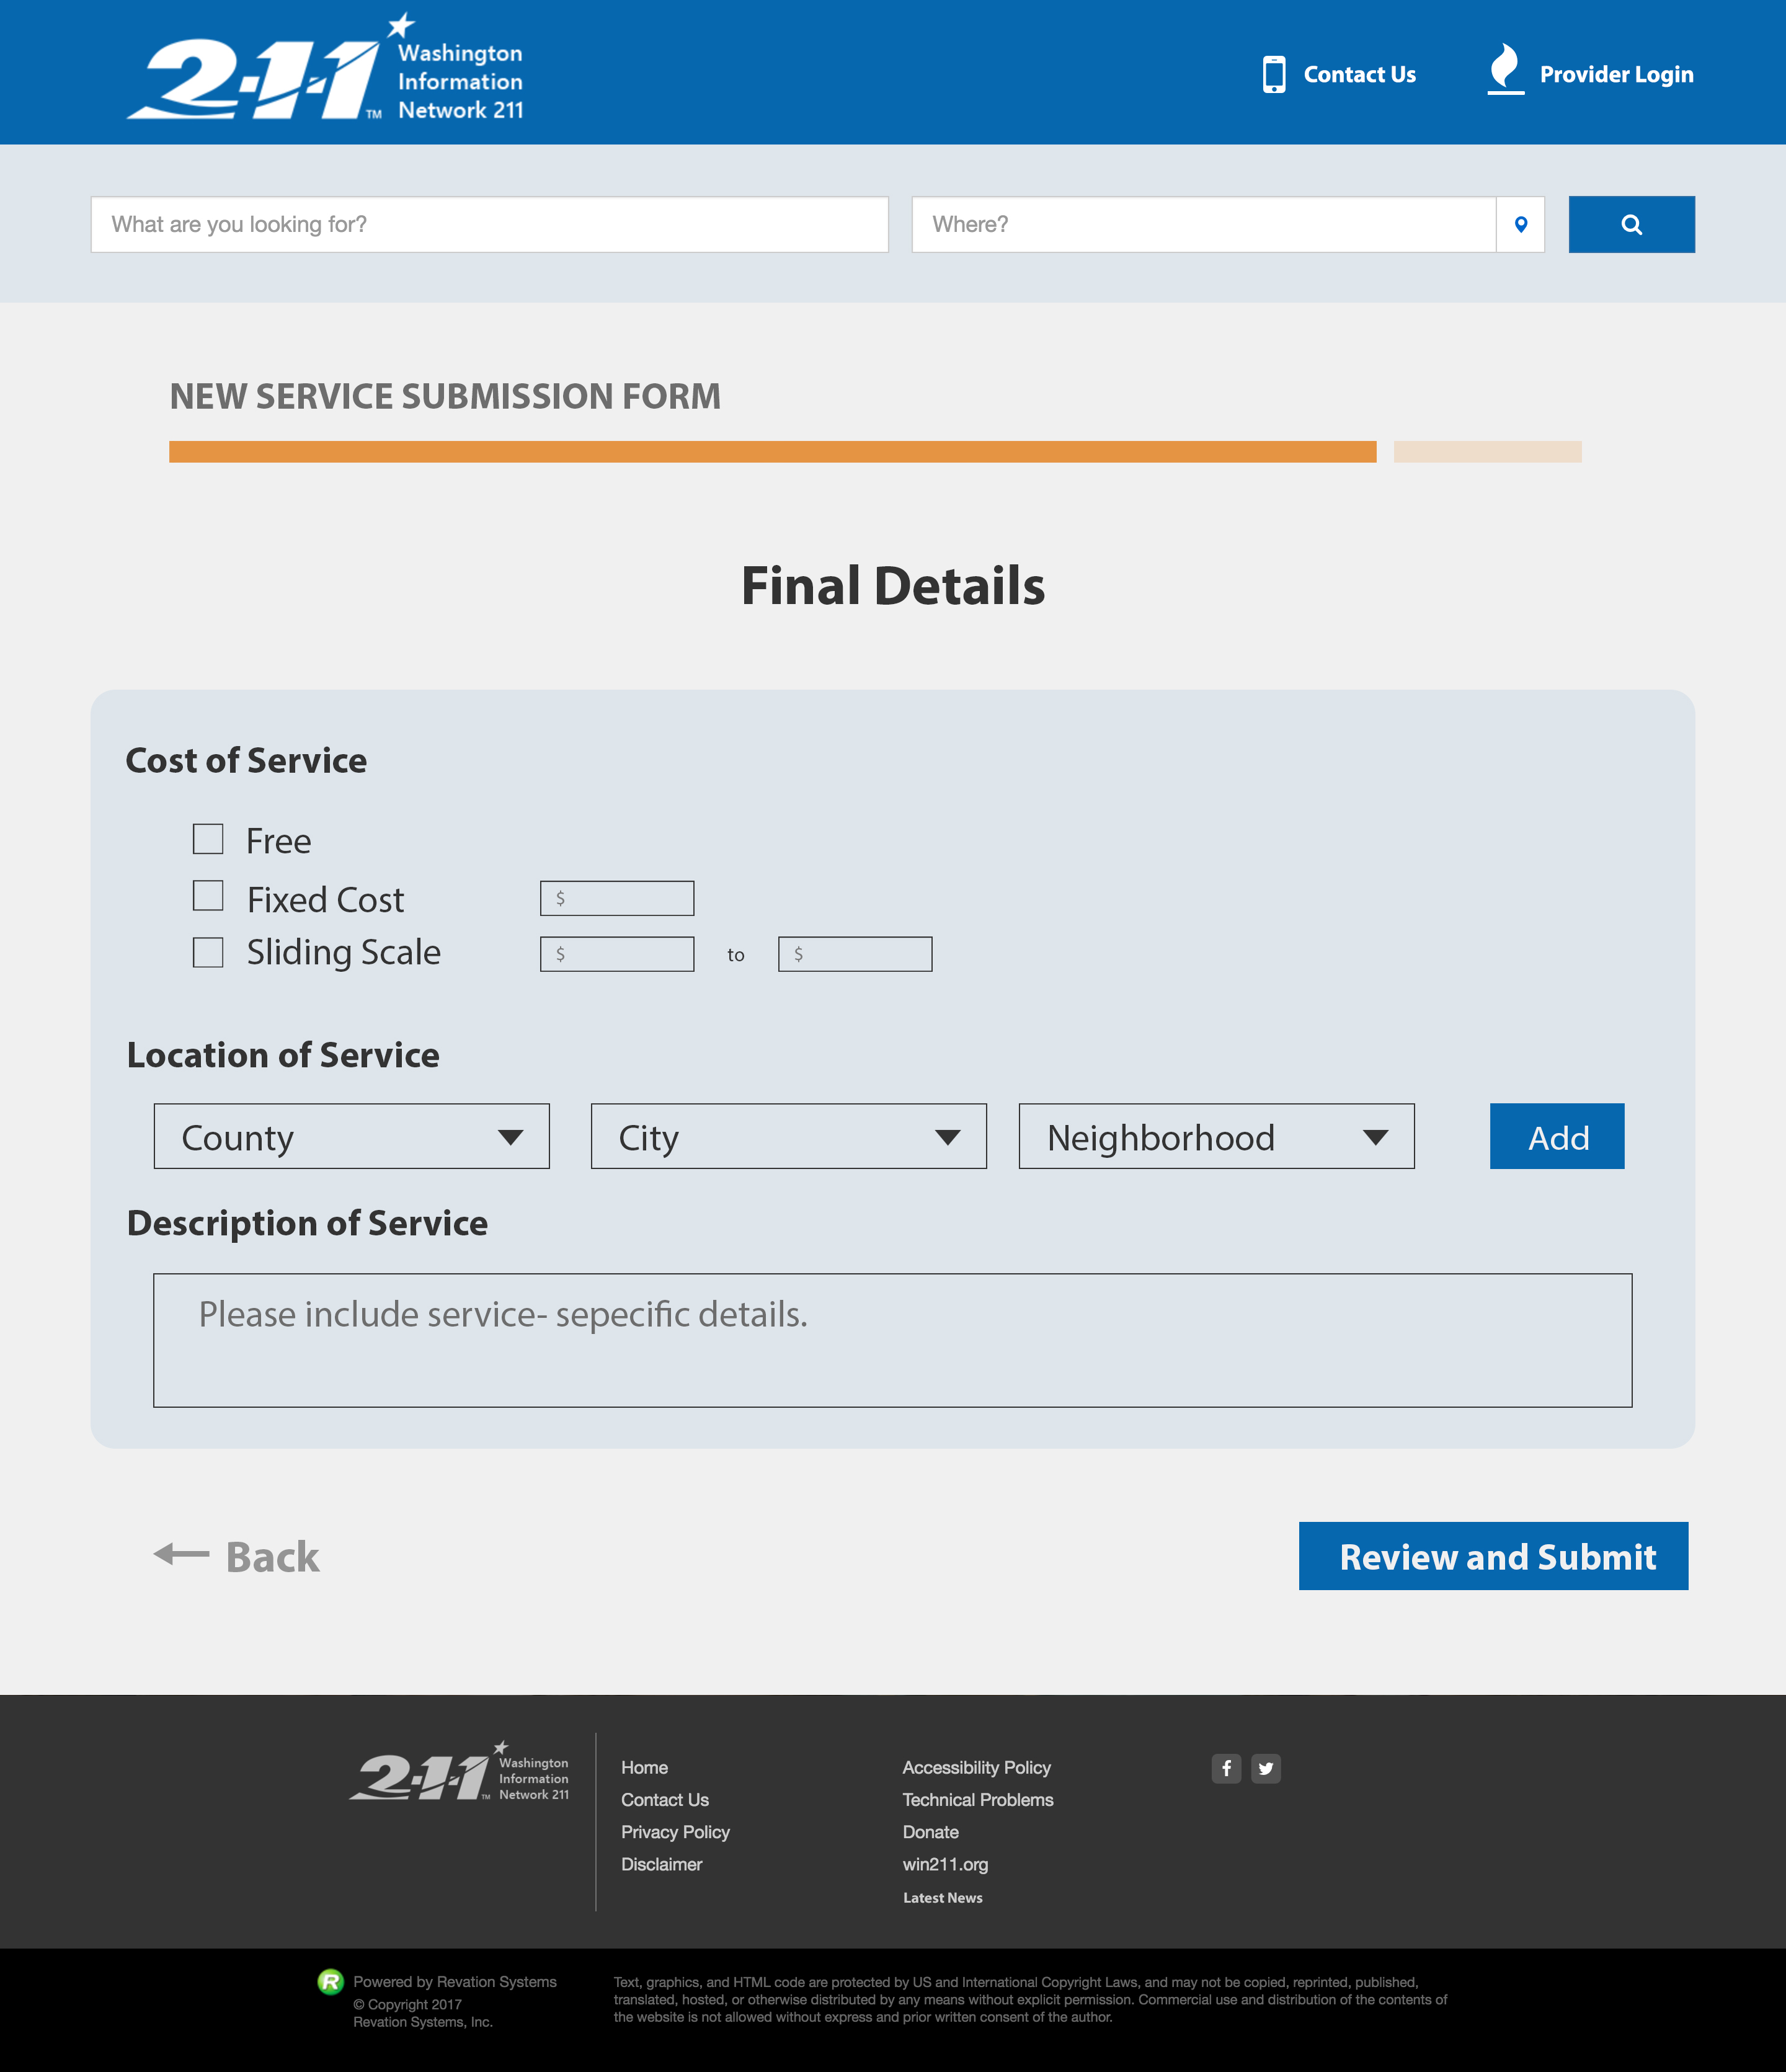 2-1-1 TM
Washington
Information
Network 211
Contact Us
Provider Login
What are you looking for?
Where?
NEW SERVICE SUBMISSION FORM
Final Details
Cost of Service
Free
Fixed Cost $
Sliding Scale $ to $
Location of Service
County City Neighborhood Add
Description of Service
Please include service- sepecific details.
Back
Review and Submit
2-1-1 TM
Washington
Information
Network 211
Home
Contact Us
Privacy Policy
Disclaimer
Accessibility Policy
Technical Problems
Donate
win211.org
Latest News
R Powered by Revation Systems
© Copyright 2017
Revation Systems, Inc.
Text, graphics, and HTML code are protected by US and International Copyright Laws, and may not be copied, reprinted, published,
translated, hosted, or otherwise distributed by any means without explicit permission. Commercial use and distribution of the contents of
the website is not allowed without express and prior written consent of the author.